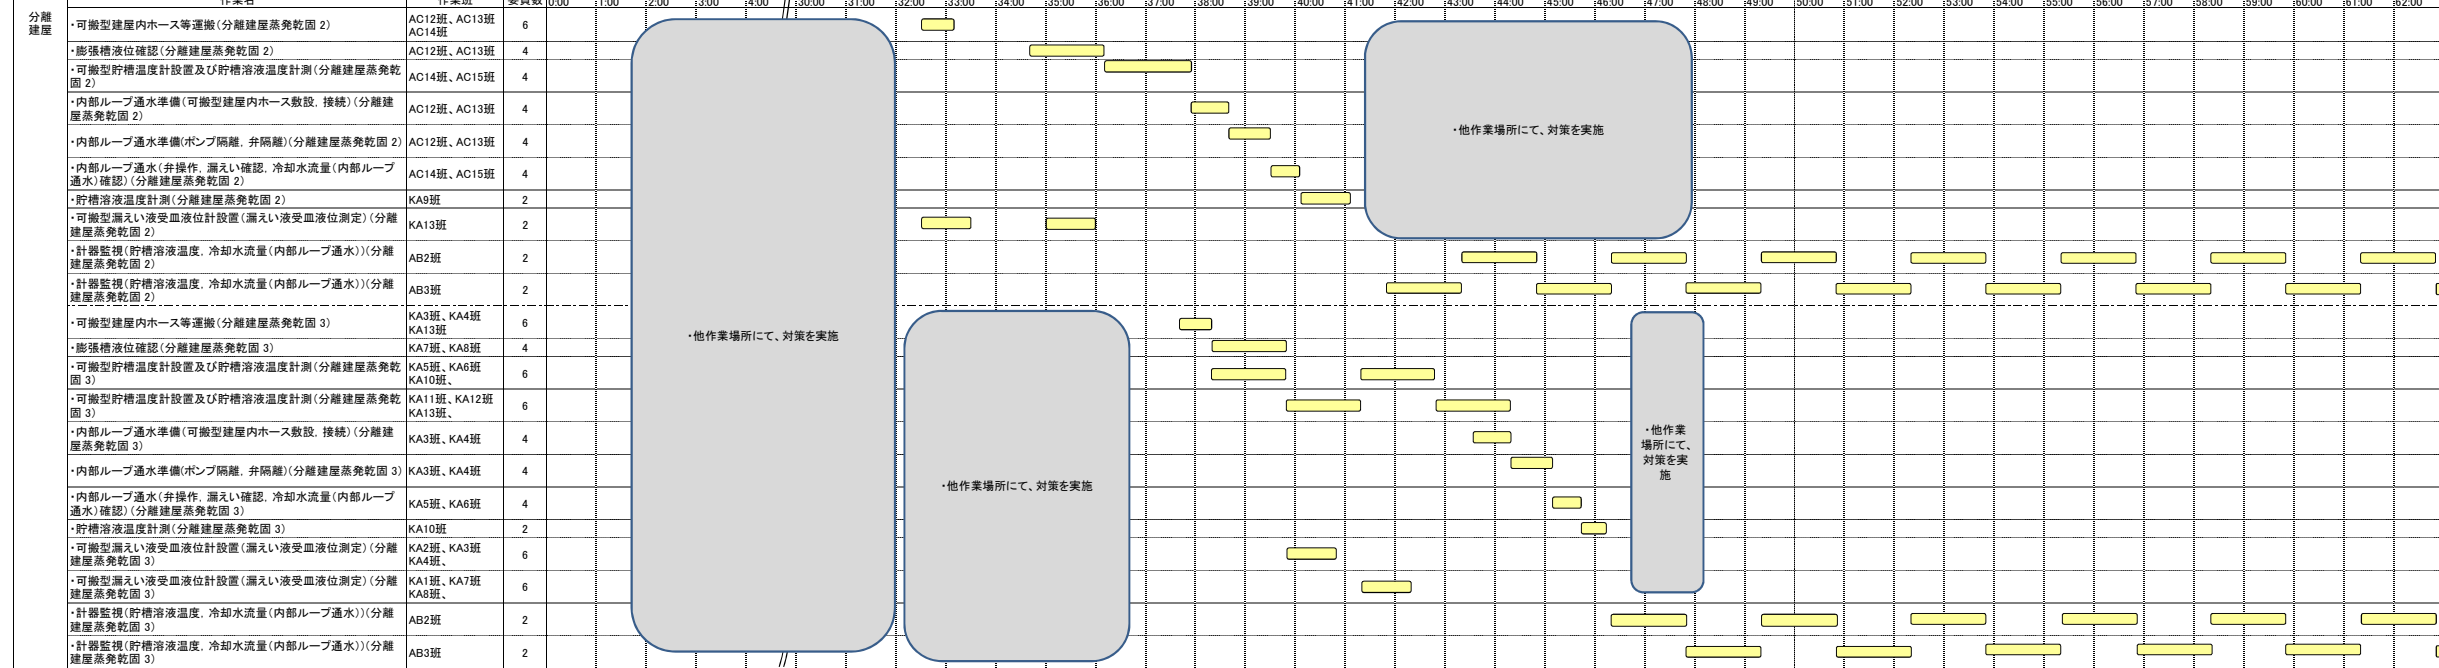 作業名 作業班 要員数 0:00 1:00 2:00 3:00 4:00 30:00 31:00 32:00 33:00 34:00 35:00 36:00 37:00 38:00 39:00 40:00 41:00 42:00 43:00 44:00 45:00 46:00 47:00 48:00 49:00 50:00 51:00 52:00 53:00 54:00 55:00 56:00 57:00 58:00 59:00 60:00 61:00 62:00
分離
建屋
・可搬型建屋内ホース等運搬(分離建屋蒸発乾固 2) AC12班、AC13班
AC14班 6
・膨張槽液位確認(分離建屋蒸発乾固 2) AC12班、AC13班 4
・可搬型貯槽温度計設置及び貯槽溶液温度計測(分離建屋蒸発乾
固 2) AC14班、AC15班 4
・内部ループ通水準備(可搬型建屋内ホース敷設, 接続)(分離建
屋蒸発乾固 2) AC12班、AC13班 4
・内部ループ通水準備(ポンプ隔離, 弁隔離)(分離建屋蒸発乾固 2) AC12班、AC13班 4
・内部ループ通水(弁操作, 漏えい確認, 冷却水流量(内部ループ
通水)確認)(分離建屋蒸発乾固 2) AC14班、AC15班 4
・貯槽溶液温度計測(分離建屋蒸発乾固 2) KA9班 2
・可搬型漏えい液受皿液位計設置(漏えい液受皿液位測定)(分離
建屋蒸発乾固 2) KA13班 2
・計器監視(貯槽溶液温度, 冷却水流量(内部ループ通水))(分離
建屋蒸発乾固 2) AB2班 2
・計器監視(貯槽溶液温度, 冷却水流量(内部ループ通水))(分離
建屋蒸発乾固 2) AB3班 2
・可搬型建屋内ホース等運搬(分離建屋蒸発乾固 3) KA3班、KA4班
KA13班 6
・膨張槽液位確認(分離建屋蒸発乾固 3) KA7班、KA8班 4
・可搬型貯槽温度計設置及び貯槽溶液温度計測(分離建屋蒸発乾
固 3) KA5班、KA6班
KA10班、 6
・可搬型貯槽温度計設置及び貯槽溶液温度計測(分離建屋蒸発乾
固 3) KA11班、KA12班
KA13班、 6
・内部ループ通水準備(可搬型建屋内ホース敷設, 接続)(分離建
屋蒸発乾固 3) KA3班、KA4班 4
・内部ループ通水準備(ポンプ隔離, 弁隔離)(分離建屋蒸発乾固 3) KA3班、KA4班 4
・内部ループ通水(弁操作, 漏えい確認, 冷却水流量(内部ループ
通水)確認)(分離建屋蒸発乾固 3) KA5班、KA6班 4
・貯槽溶液温度計測(分離建屋蒸発乾固 3) KA10班 2
・可搬型漏えい液受皿液位計設置(漏えい液受皿液位測定)(分離
建屋蒸発乾固 3) KA2班、KA3班
KA4班、 6
・可搬型漏えい液受皿液位計設置(漏えい液受皿液位測定)(分離
建屋蒸発乾固 3) KA1班、KA7班
KA8班、 6
・計器監視(貯槽溶液温度, 冷却水流量(内部ループ通水))(分離
建屋蒸発乾固 3) AB2班 2
・計器監視(貯槽溶液温度, 冷却水流量(内部ループ通水))(分離
建屋蒸発乾固 3) AB3班 2
・他作業場所にて、対策を実施
・他作業場所にて、対策を実施
・他作業場所にて、対策を実施
・他作業
場所にて、
対策を実
施